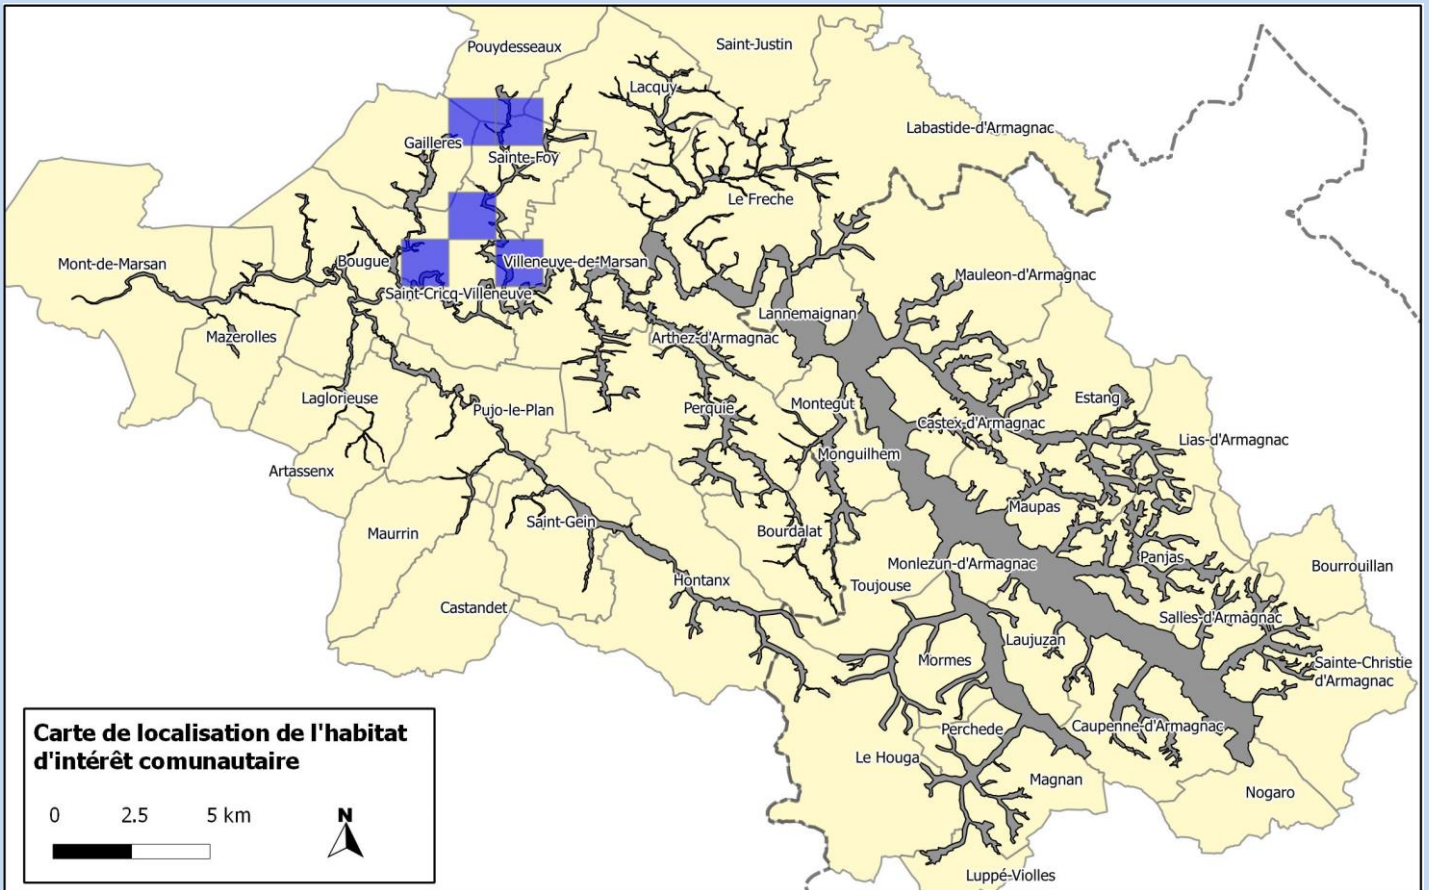 Pouydesseaux
Saint-Justin
Lacquy
Labastide-d'Armagnac
Gailleres
Sainte-Foy
Le Freche
Mont-de-Marsan
Bougue
Villeneuve-de-Marsan
Mauleon-d'Armagnac
Saint-Cricq-Villeneuve
Lannemaignan
Mazerolles
Arthez-d'Armagnac
Laglorieuse
Pujo-le-Plan
Perquie
Montegut
Estang
Castex-d'Armagnac
Lias-d'Armagnac
Monguilhem
Artassenx
Maupas
Saint-Gein
Maurrin
Bourdalat
Panjas
Monlezun-d'Armagnac
Bourrouillan
Hontanx
Toujouse
Castandet
Salles-d'Armagnac
Laujuzan
Mormes
Sainte-Christie
d'Armagnac
Perchede
Caupenne-d'Armagnac
Le Houga
Magnan
Nogaro
Luppé-Violles
Carte de localisation de l'habitat
d'intérêt comunautaire
0 2.5 5 km
N